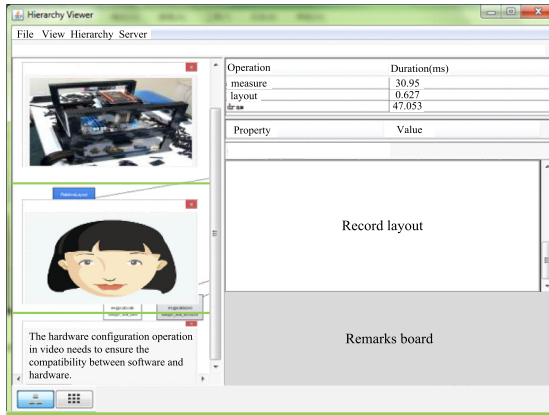 Hierarchy Viewer
File View Hierarchy Server
Operation Duration(ms)
measure 30.95
layout 0.627
draw 47.053
Property Value
RelativeLayout
Record layout
Remarks board
The hardware configuration operation
in video needs to ensure the
compatibility between software and
hardware.